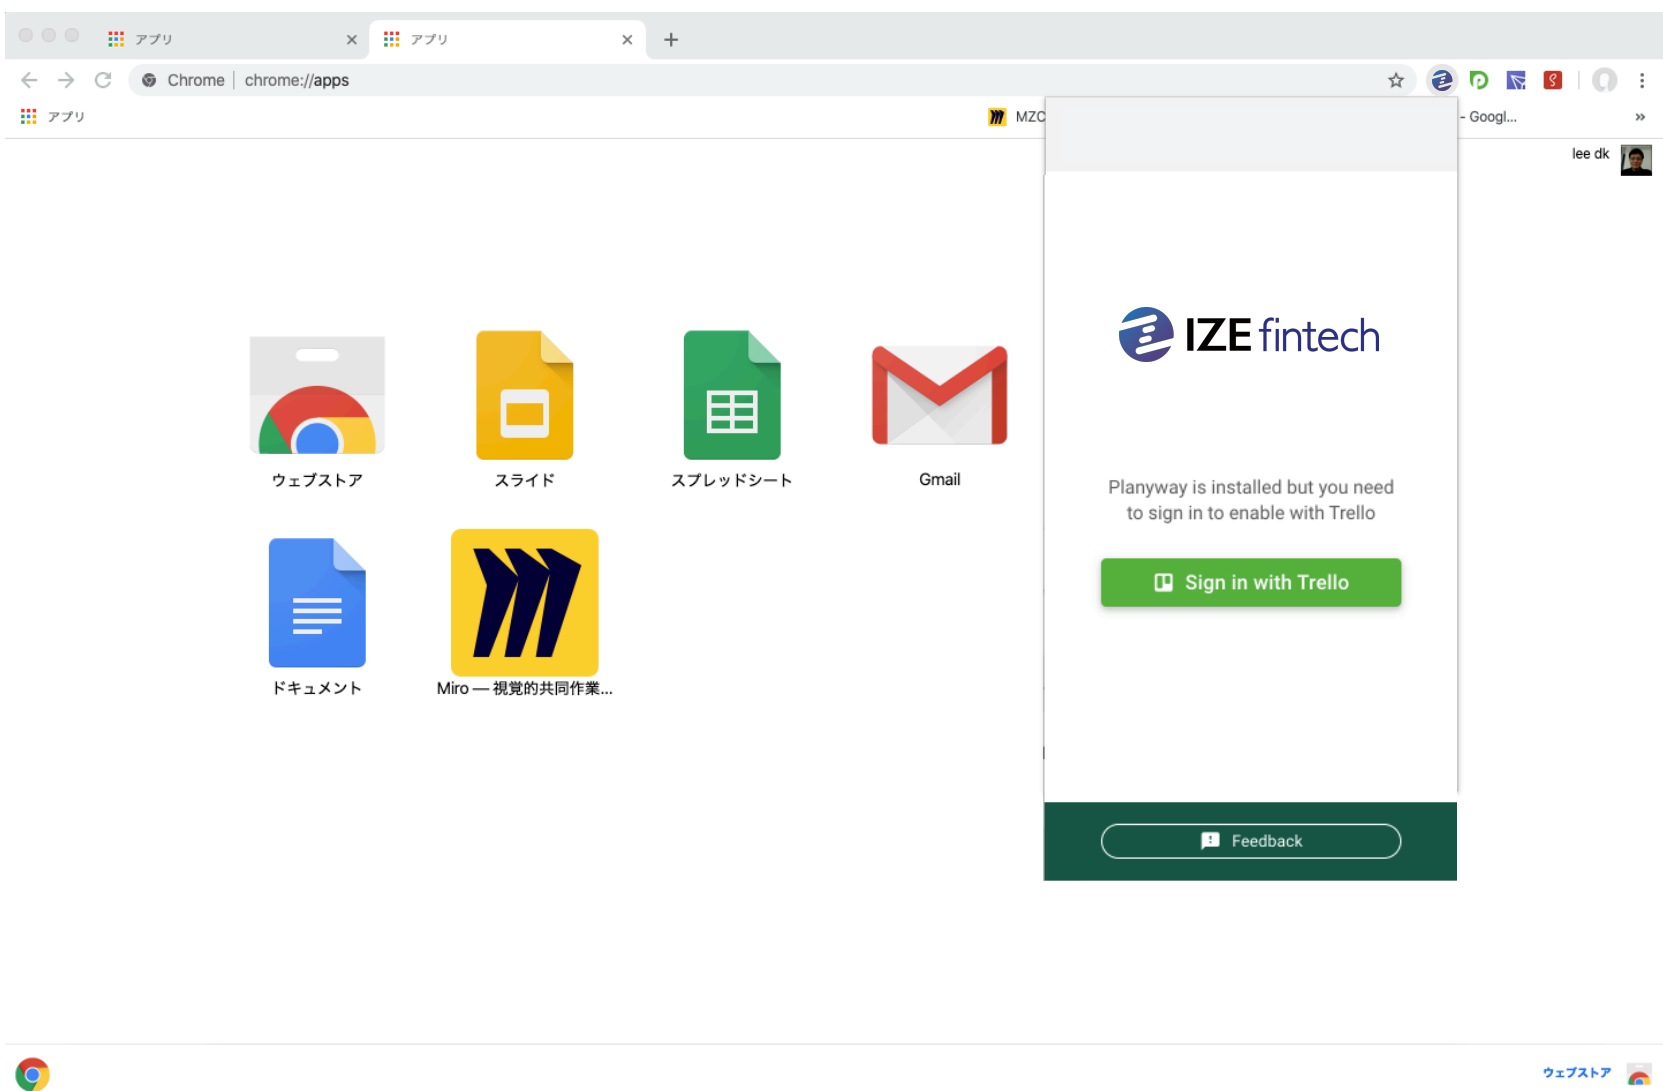 アプリ
アプリ
Chrome
chrome://apps
アプリ
MZC
- Googl...
lee dk
IZE fintech
ウェブストア
スライド
スプレッドシート
Gmail
Planyway is installed but you need
to sign in to enable with Trello
Sign in with Trello
ドキュメント
Miro — 視覚的共同作業...
Feedback
ウェブストア